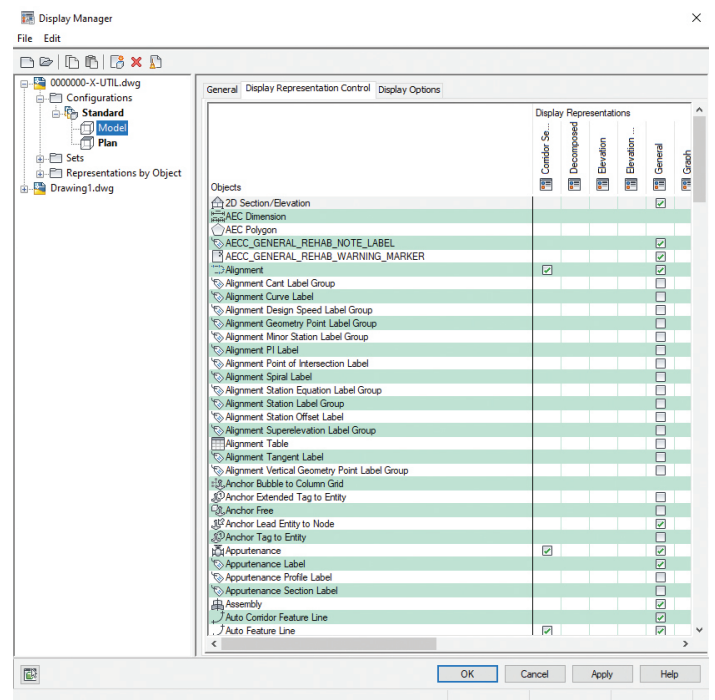 Display Manager
File Edit
0000000-X-UTIL.dwg
Configurations
Standard
Model
Plan
Sets
Representations by Object
Drawing1.dwg
General Display Representation Control Display Options
Display Representations
Objects
Corridor Se...
Decomposed
Elevation
Elevation ...
General
Graph
2D Section/Elevation
AEC Dimension
AEC Polygon
AECC_GENERAL_REHAB_NOTE_LABEL
AECC_GENERAL_REHAB_WARNING_MARKER
Alignment
Alignment Cant Label Group
Alignment Curve Label
Alignment Design Speed Label Group
Alignment Geometry Point Label Group
Alignment Minor Station Label Group
Alignment PI Label
Alignment Point of Intersection Label
Alignment Spiral Label
Alignment Station Equation Label Group
Alignment Station Label Group
Alignment Station Offset Label
Alignment Superelevation Label Group
Alignment Table
Alignment Tangent Label
Alignment Vertical Geometry Point Label Group
Anchor Bubble to Column Grid
Anchor Extended Tag to Entity
Anchor Free
Anchor Lead Entity to Node
Anchor Tag to Entity
Appurtenance
Appurtenance Label
Appurtenance Profile Label
Appurtenance Section Label
Assembly
Auto Corridor Feature Line
Auto Feature Line
OK Cancel Apply Help